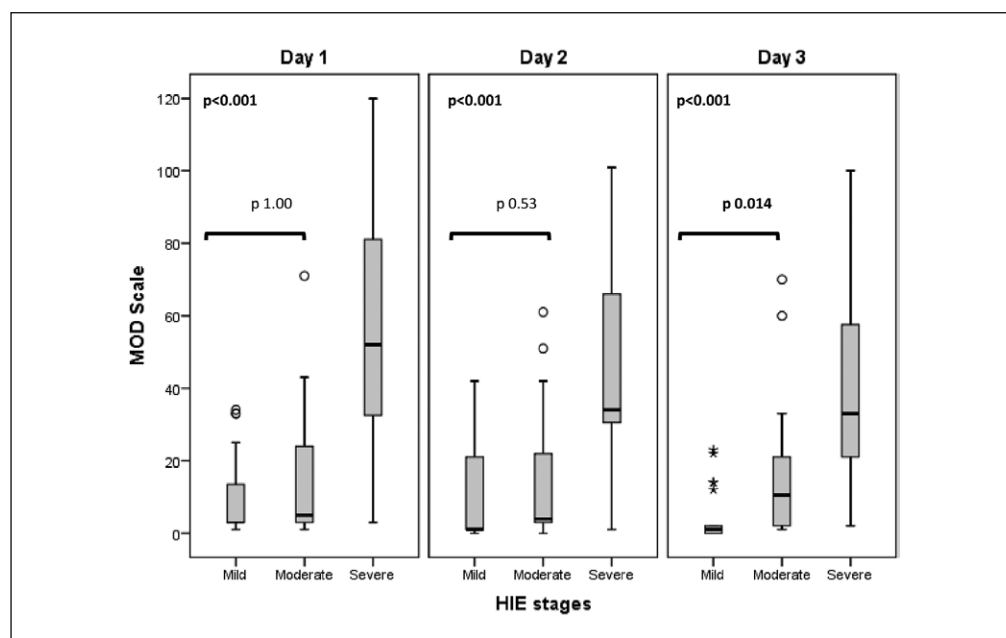 Day 1 Day 2 Day 3
p<0.001 p<0.001 p<0.001
p 1.00 p 0.53 p 0.014
MOD Scale
120
100
80
60
40
20
0
Mild Moderate Severe Mild Moderate Severe Mild Moderate Severe
HIE stages